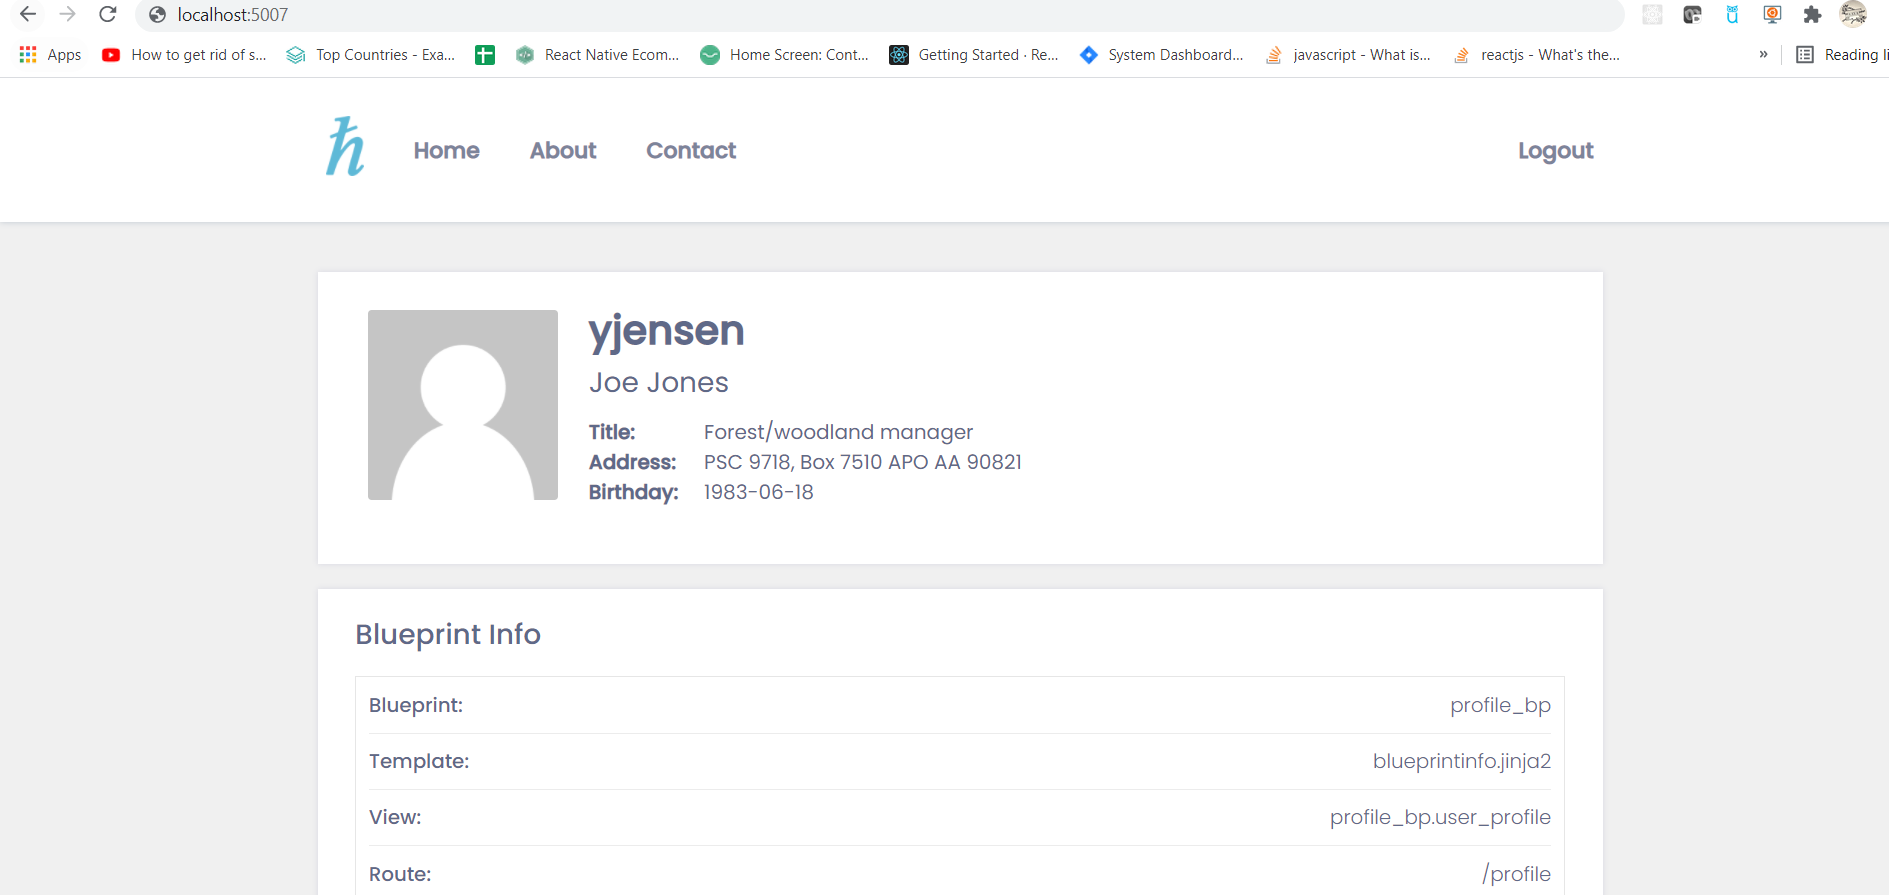 localhost:5007
Apps How to get rid of s... Top Countries - Exa... React Native Ecom... Home Screen: Cont... Getting Started · Re... System Dashboard... javascript - What is... reactjs - What's the... » Reading li
ℏ Home About Contact Logout
yjensen
Joe Jones
Title: Forest/woodland manager
Address: PSC 9718, Box 7510 APO AA 90821
Birthday: 1983-06-18
Blueprint Info
Blueprint: profile_bp
Template: blueprintinfo.jinja2
View: profile_bp.user_profile
Route: /profile